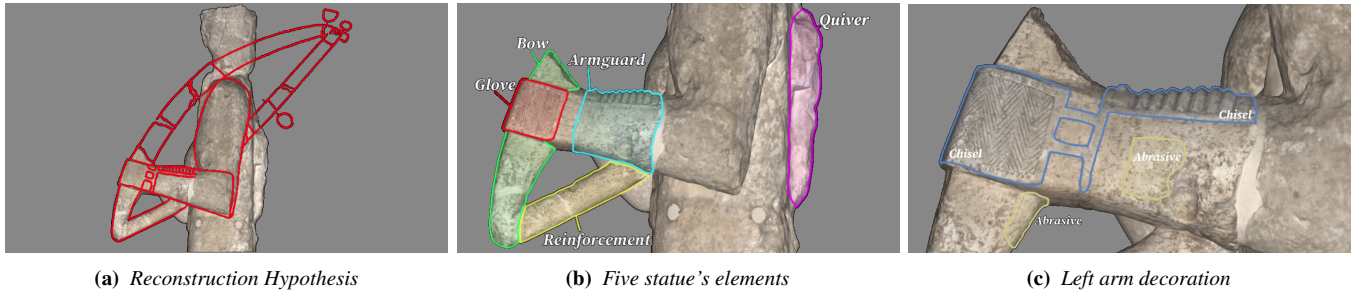 Bow
Armguard
Quiver
Glove
Reinforcement
Chisel
Chisel
Abrasive
Abrasive
(a) Reconstruction Hypothesis
(b) Five statue's elements
(c) Left arm decoration